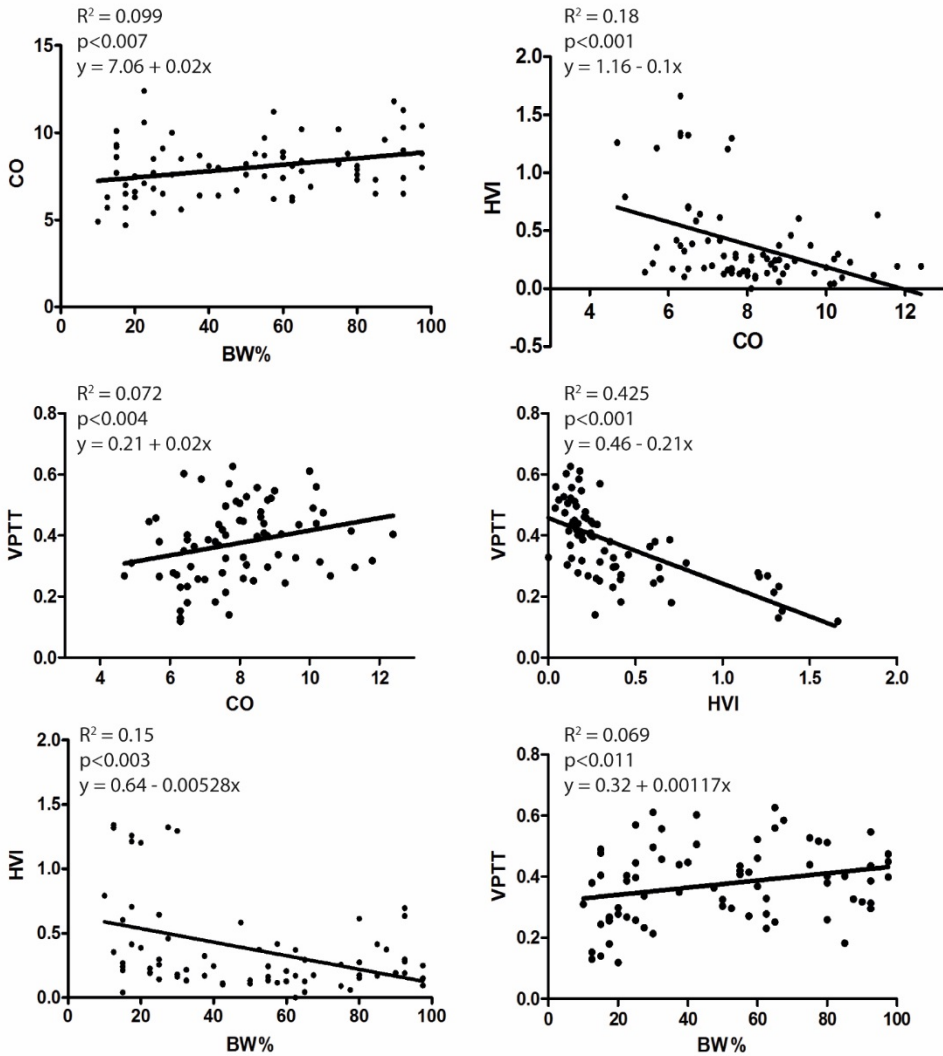 R² = 0.099
p<0.007
y = 7.06 + 0.02x
15
10
5
0
CO
0 20 40 60 80 100
BW%
R² = 0.18
p<0.001
y = 1.16 - 0.1x
2.0
1.5
1.0
0.5
0.0
-0.5
HVI
4 6 8 10 12
CO
R² = 0.072
p<0.004
y = 0.21 + 0.02x
0.8
0.6
0.4
0.2
0.0
VPTT
4 6 8 10 12
CO
R² = 0.425
p<0.001
y = 0.46 - 0.21x
0.8
0.6
0.4
0.2
0.0
VPTT
0.0 0.5 1.0 1.5 2.0
HVI
R² = 0.15
p<0.003
y = 0.64 - 0.00528x
2.0
1.5
1.0
0.5
0.0
HVI
0 20 40 60 80 100
BW%
R² = 0.069
p<0.011
y = 0.32 + 0.00117x
0.8
0.6
0.4
0.2
0.0
VPTT
0 20 40 60 80 100
BW%